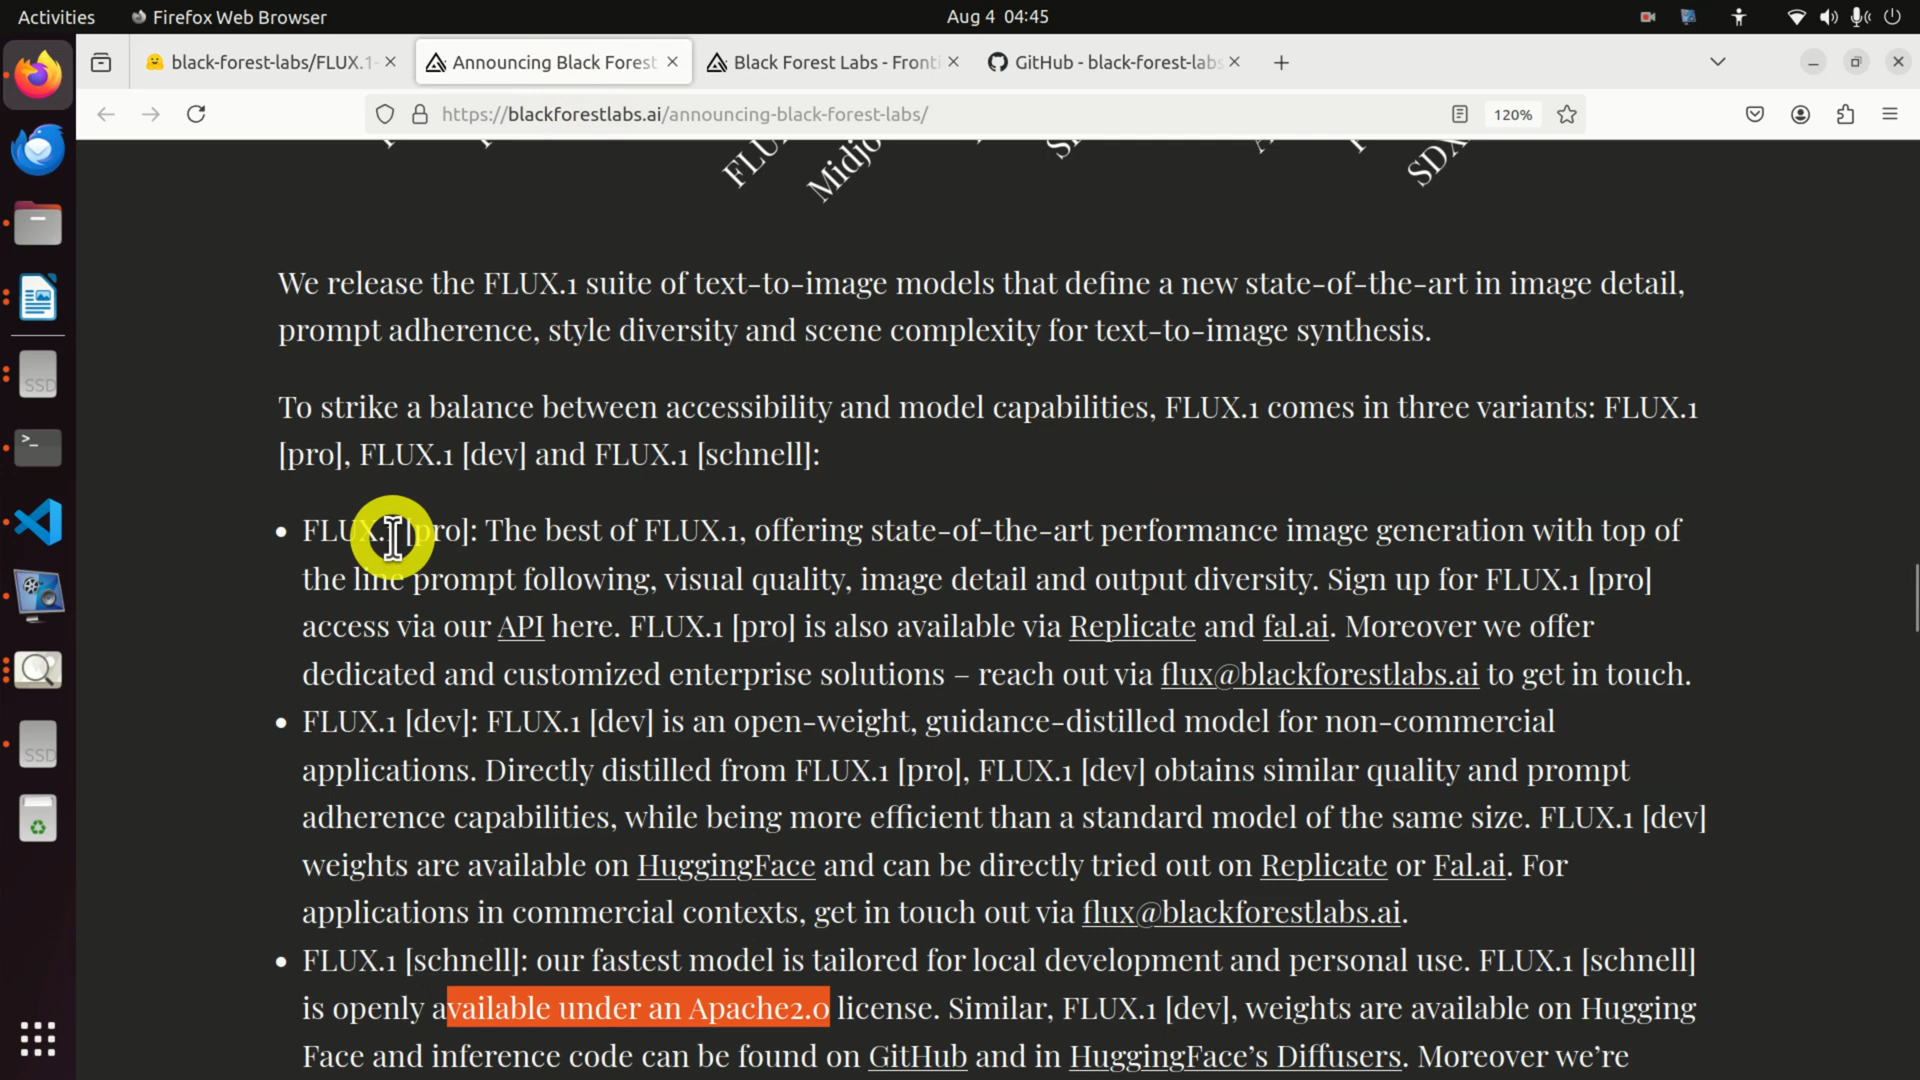 Activities
Firefox Web Browser
Aug 4 04:45
black-forest-labs/FLUX.1-
Announcing Black Forest
Black Forest Labs - Fronti
GitHub - black-forest-labs
https://blackforestlabs.ai/announcing-black-forest-labs/
120%
FLUX
Midjo
SDX
We release the FLUX.1 suite of text-to-image models that define a new state-of-the-art in image detail,
prompt adherence, style diversity and scene complexity for text-to-image synthesis.
To strike a balance between accessibility and model capabilities, FLUX.1 comes in three variants: FLUX.1
[pro], FLUX.1 [dev] and FLUX.1 [schnell]:
• FLUX.1 [pro]: The best of FLUX.1, offering state-of-the-art performance image generation with top of
the line prompt following, visual quality, image detail and output diversity. Sign up for FLUX.1 [pro]
access via our API here. FLUX.1 [pro] is also available via Replicate and fal.ai. Moreover we offer
dedicated and customized enterprise solutions – reach out via flux@blackforestlabs.ai to get in touch.
• FLUX.1 [dev]: FLUX.1 [dev] is an open-weight, guidance-distilled model for non-commercial
applications. Directly distilled from FLUX.1 [pro], FLUX.1 [dev] obtains similar quality and prompt
adherence capabilities, while being more efficient than a standard model of the same size. FLUX.1 [dev]
weights are available on HuggingFace and can be directly tried out on Replicate or Fal.ai. For
applications in commercial contexts, get in touch out via flux@blackforestlabs.ai.
• FLUX.1 [schnell]: our fastest model is tailored for local development and personal use. FLUX.1 [schnell]
is openly available under an Apache2.0 license. Similar, FLUX.1 [dev], weights are available on Hugging
Face and inference code can be found on GitHub and in HuggingFace's Diffusers. Moreover we're
SSD
SSD